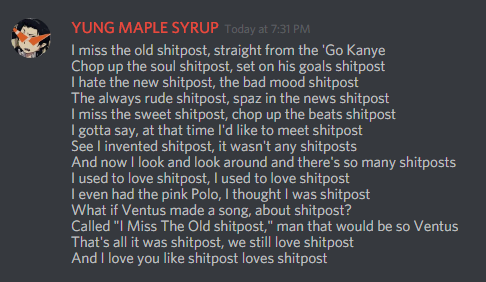 YUNG MAPLE SYRUP Today at 7:31 PM
I miss the old shitpost, straight from the 'Go Kanye
Chop up the soul shitpost, set on his goals shitpost
I hate the new shitpost, the bad mood shitpost
The always rude shitpost, spaz in the news shitpost
I miss the sweet shitpost, chop up the beats shitpost
I gotta say, at that time I'd like to meet shitpost
See I invented shitpost, it wasn't any shitposts
And now I look and look around and there's so many shitposts
I used to love shitpost, I used to love shitpost
I even had the pink Polo, I thought I was shitpost
What if Ventus made a song, about shitpost?
Called "I Miss The Old shitpost," man that would be so Ventus
That's all it was shitpost, we still love shitpost
And I love you like shitpost loves shitpost